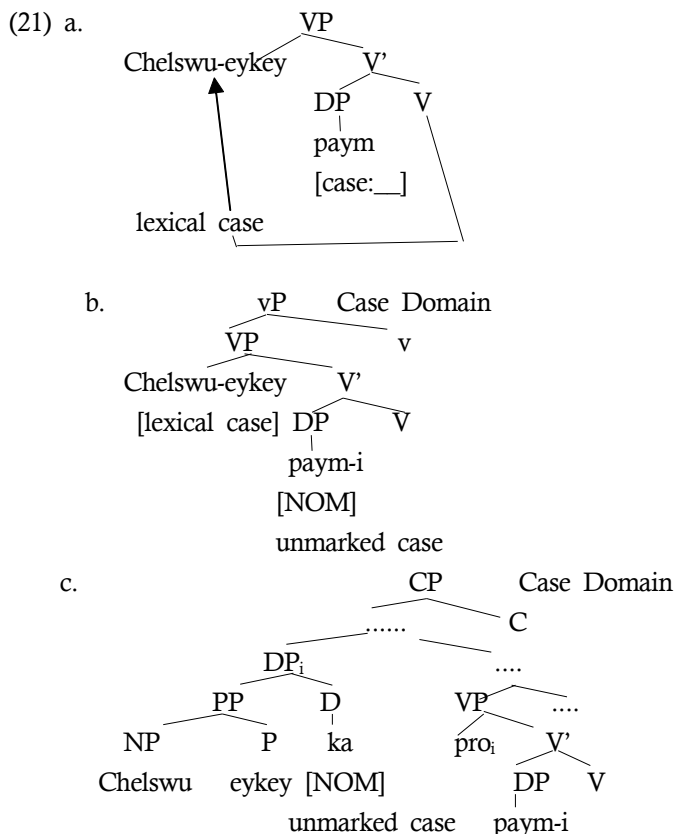 (21) a. VP
Chelswu-eykey V’
DP V
paym
[case:__]
lexical case
b. vP Case Domain
VP v
Chelswu-eykey V’
[lexical case] DP V
paym-i
[NOM]
unmarked case
c. CP Case Domain
...... C
DPi ....
PP D VP ....
NP P ka proi V’
Chelswu eykey [NOM] DP V
unmarked case paym-i